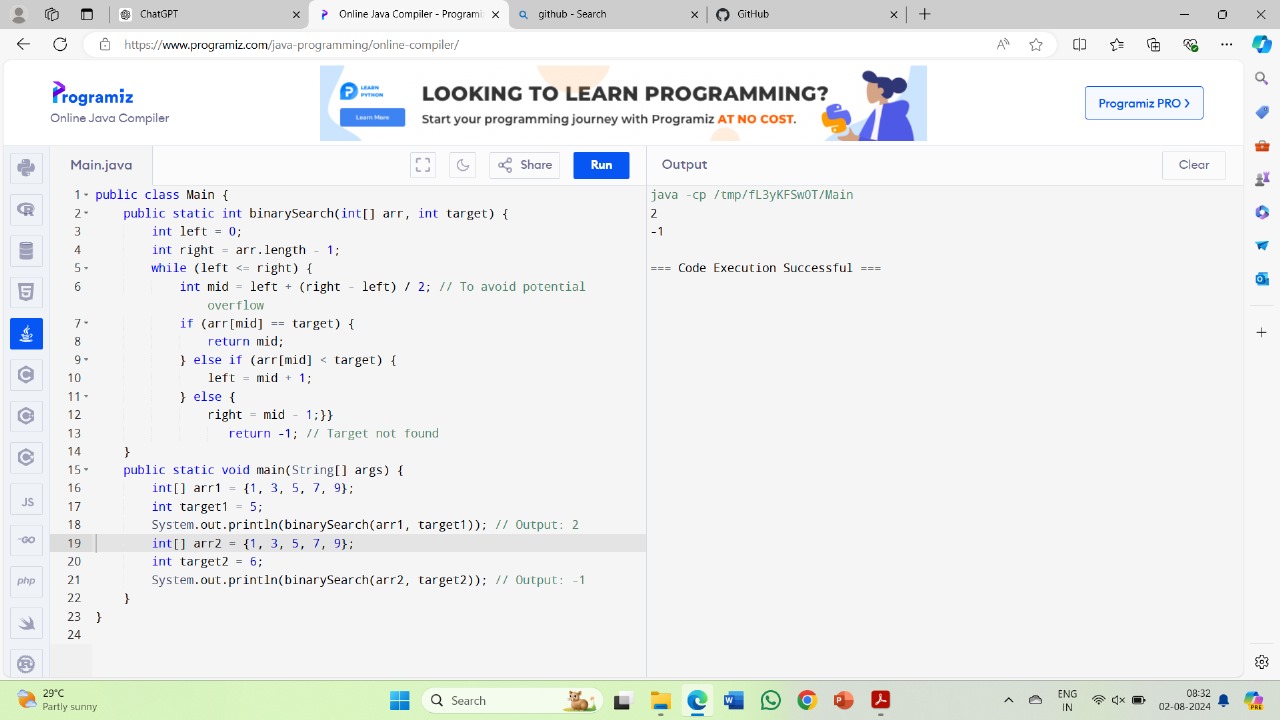 ChatGPT
Online Java Compiler - Programiz
github - Search
GitHub
https://www.programiz.com/java-programming/online-compiler/
Programiz
Online Java Compiler
LEARN
PYTHON
Learn More
LOOKING TO LEARN PROGRAMMING?
Start your programming journey with Programiz AT NO COST.
Programiz PRO >
Main.java
Share
Run
Output
Clear
1 public class Main {
2 public static int binarySearch(int[] arr, int target) {
3 int left = 0;
4 int right = arr.length - 1;
5 while (left <= right) {
6 int mid = left + (right - left) / 2; // To avoid potential
overflow
7 if (arr[mid] == target) {
8 return mid;
9 } else if (arr[mid] < target) {
10 left = mid + 1;
11 } else {
12 right = mid - 1;}}
13 return -1; // Target not found
14 }
15 public static void main(String[] args) {
16 int[] arr1 = {1, 3, 5, 7, 9};
17 int target1 = 5;
18 System.out.println(binarySearch(arr1, target1)); // Output: 2
19 int[] arr2 = {1, 3, 5, 7, 9};
20 int target2 = 6;
21 System.out.println(binarySearch(arr2, target2)); // Output: -1
22 }
23 }
24
java -cp /tmp/fL3yKFSwOT/Main
2
-1
=== Code Execution Successful ===
JS
GO
php
29°C
Partly sunny
Search
ENG
IN
08:32
02-08-2024